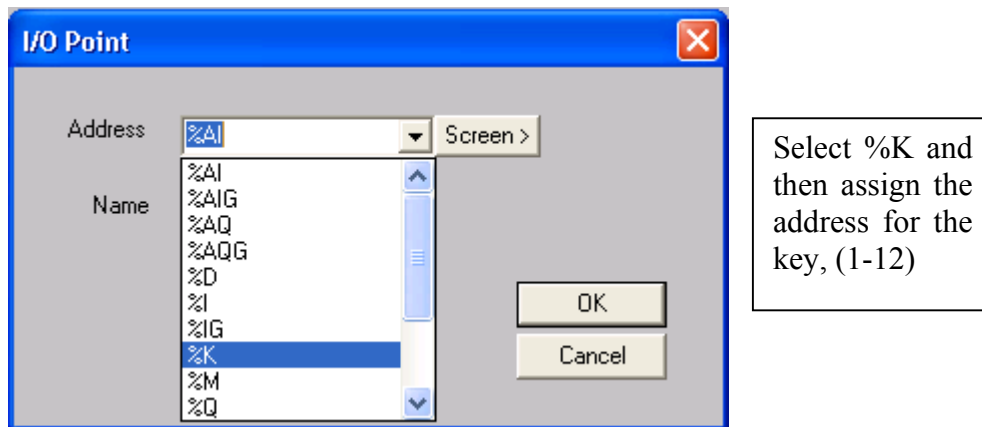 I/O Point
Address
%AI
Screen >
Name
%AI
%AIG
%AQ
%AQG
%D
%I
%IG
%K
%M
%Q
OK
Cancel
Select %K and
then assign the
address for the
key, (1-12)